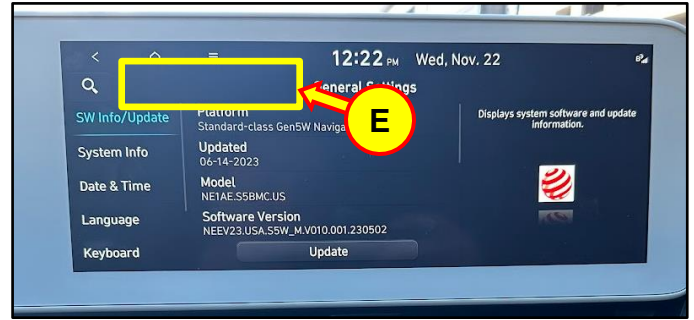 12:22 PM Wed, Nov. 22
General Settings
SW Info/Update
Platform
Standard-class Gen5W
E
Displays system software and update
information.
System Info
Updated
06-14-2023
Date & Time
Model
NE1AE.S5BMC.US
Language
Software Version
NEEV23.USA.S5W_M.V010.001.230502
Keyboard
Update